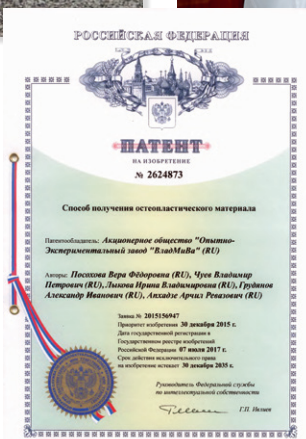 РОССИЙСКАЯ ФЕДЕРАЦИЯ
ПАТЕНТ
НА ИЗОБРЕТЕНИЕ
№ 2624873
Способ получения остеопластического материала
Патентообладатель: Акционерное общество "Опытно-
Экспериментальный завод "ВладМиВа" (RU)
Авторы: Посохова Вера Фёдоровна (RU), Чуев Владимир
Петрович (RU), Лыкова Ирина Владимировна (RU), Грудянов
Александр Иванович (RU), Апхадзе Арчил Ревазович (RU)
Заявка № 2015156947
Приоритет изобретения 30 декабря 2015 г.
Дата государственной регистрации в
Государственном реестре изобретений
Российской Федерации 07 июля 2017 г.
Срок действия исключительного права
на изобретение истекает 30 декабря 2035 г.
Руководитель Федеральной службы
по интеллектуальной собственности
Г.П. Ивлиев